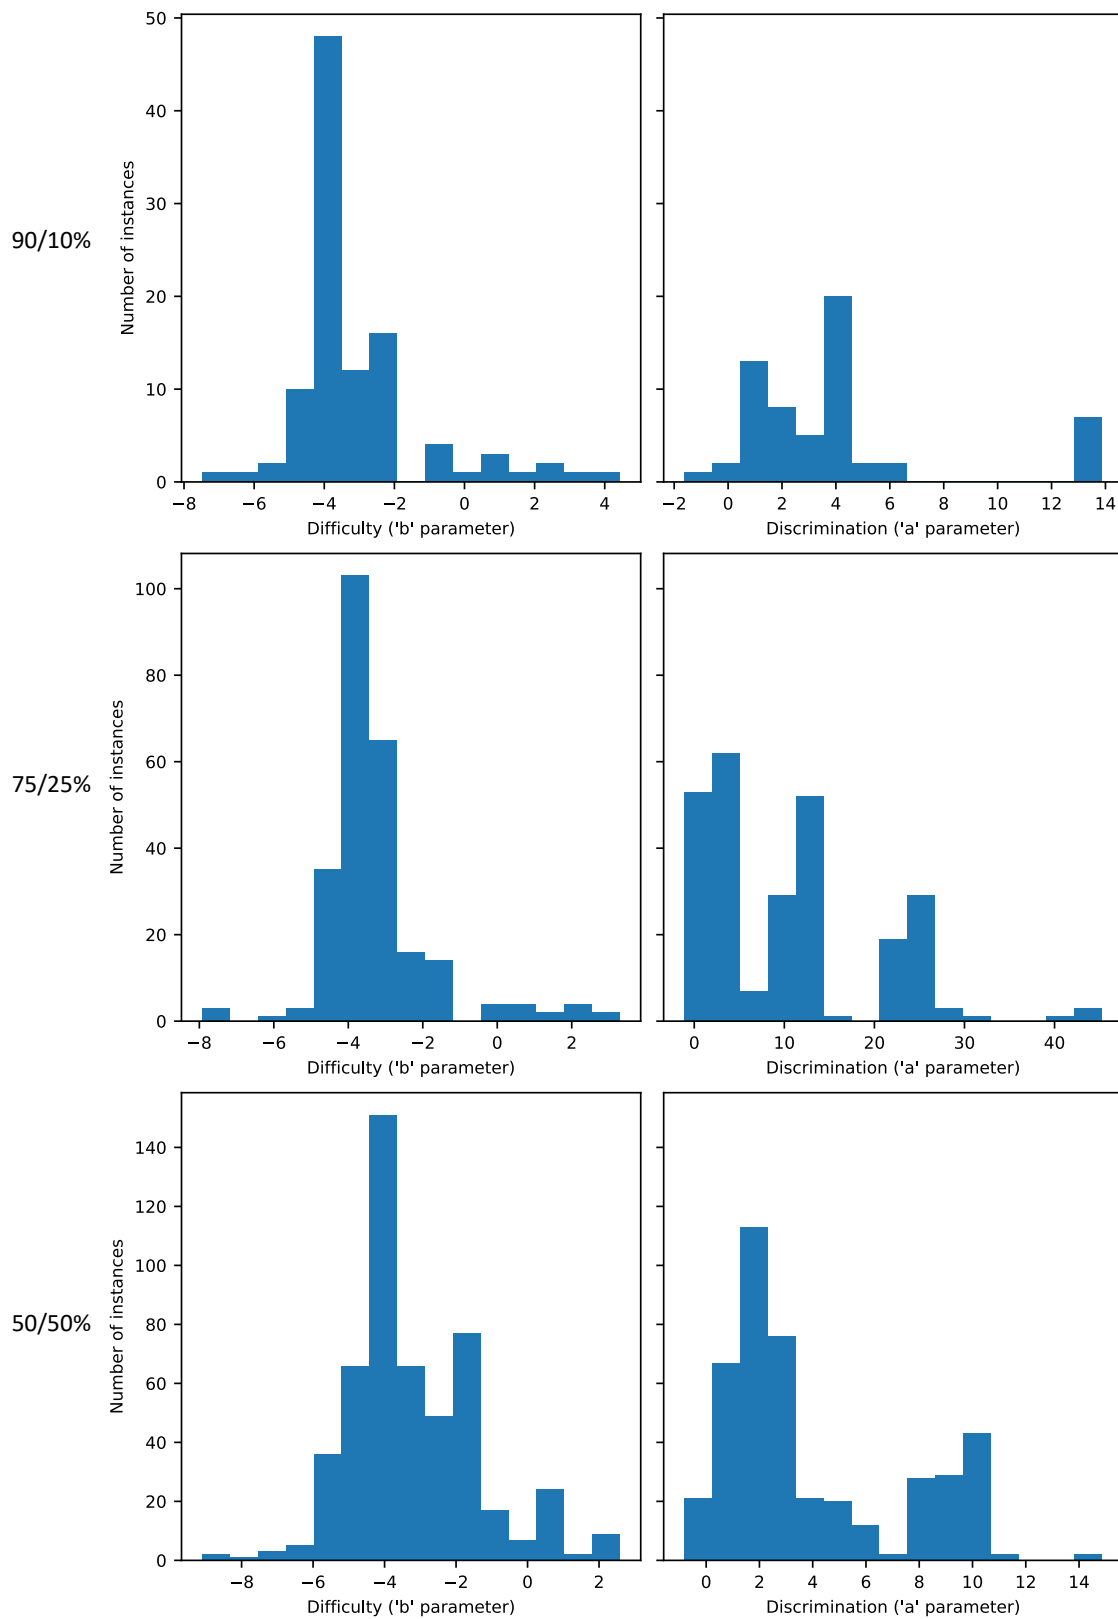 90/10%
Number of instances
50
40
30
20
10
0
−8 −6 −4 −2 0 2 4
Difficulty ('b' parameter)
−2 0 2 4 6 8 10 12 14
Discrimination ('a' parameter)
75/25%
Number of instances
100
80
60
40
20
0
−8 −6 −4 −2 0 2
Difficulty ('b' parameter)
0 10 20 30 40
Discrimination ('a' parameter)
50/50%
Number of instances
140
120
100
80
60
40
20
0
−8 −6 −4 −2 0 2
Difficulty ('b' parameter)
0 2 4 6 8 10 12 14
Discrimination ('a' parameter)